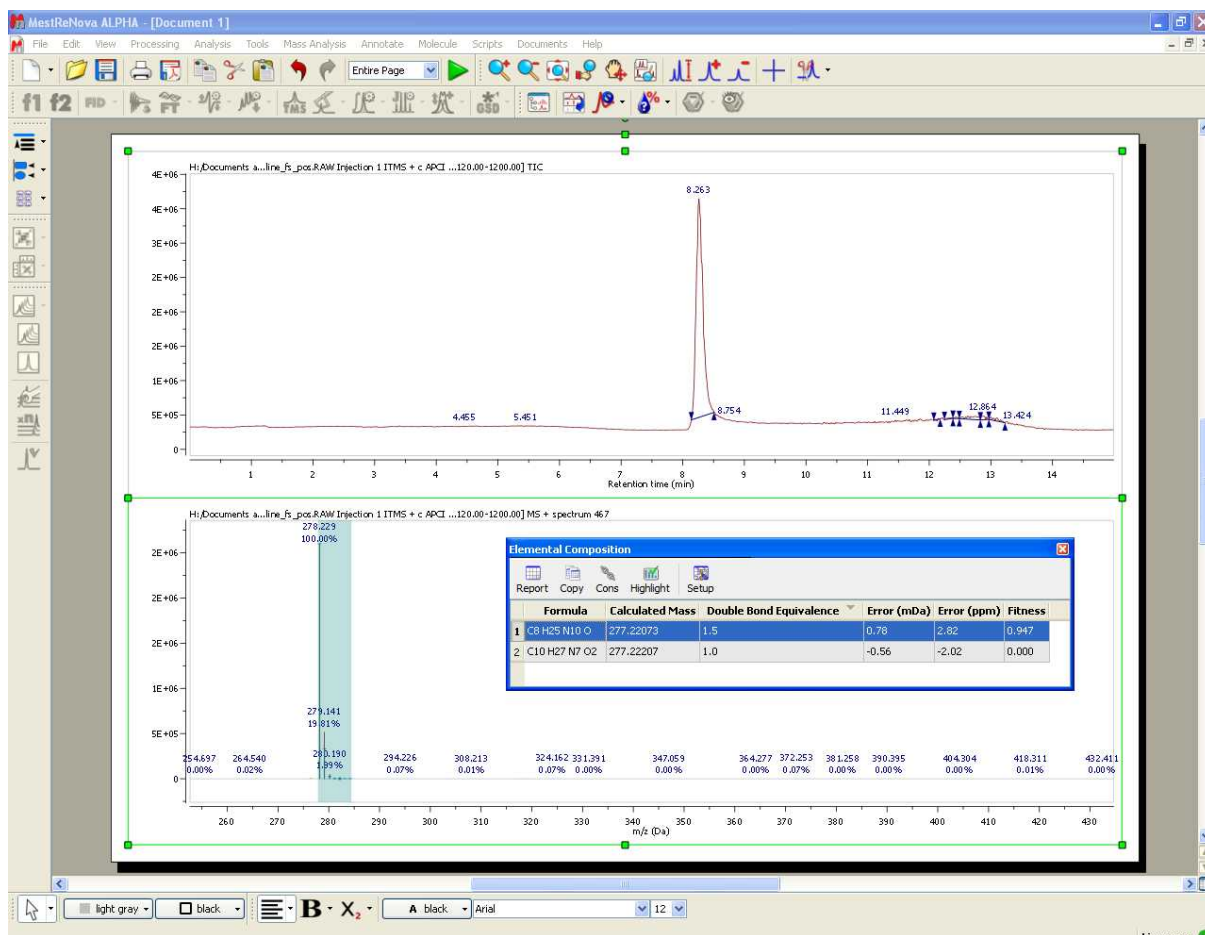 MestReNova ALPHA - [Document 1]
File Edit View Processing Analysis Tools Mass Analysis Annotate Molecule Scripts Documents Help
Entire Page
f1 f2 FID FT TMS GSD
H:/Documents a...line_fs_pos.RAW Injection 1 ITMS + c APCI ...120.00-1200.00] TIC
4E+06
8.263
4E+06
3E+06
2E+06
2E+06
2E+06
1E+06
5E+05
4.455 5.451 8.754 11.449 12.864 13.424
0
1 2 3 4 5 6 7 8 9 10 11 12 13 14
Retention time (min)
H:/Documents a...line_fs_pos.RAW Injection 1 ITMS + c APCI ...120.00-1200.00] MS + spectrum 467
278.229
100.00%
2E+06
2E+06
2E+06
1E+06
5E+05
0
Elemental Composition
Report Copy Cons Highlight Setup
Formula Calculated Mass Double Bond Equivalence Error (mDa) Error (ppm) Fitness
1 C8 H25 N10 O 277.22073 1.5 0.78 2.82 0.947
2 C10 H27 N7 O2 277.22207 1.0 -0.56 -2.02 0.000
279.141
19.81%
280.190
1.99%
254.697 264.540 294.226 308.213 324.162 331.391 347.059 364.277 372.253 381.258 390.395 404.304 418.311 432.411
0.00% 0.02% 0.07% 0.01% 0.07% 0.00% 0.00% 0.00% 0.07% 0.00% 0.00% 0.00% 0.01% 0.00%
260 270 280 290 300 310 320 330 340 350 360 370 380 390 400 410 420 430
m/z (Da)
light gray black B X2 A black Arial 12